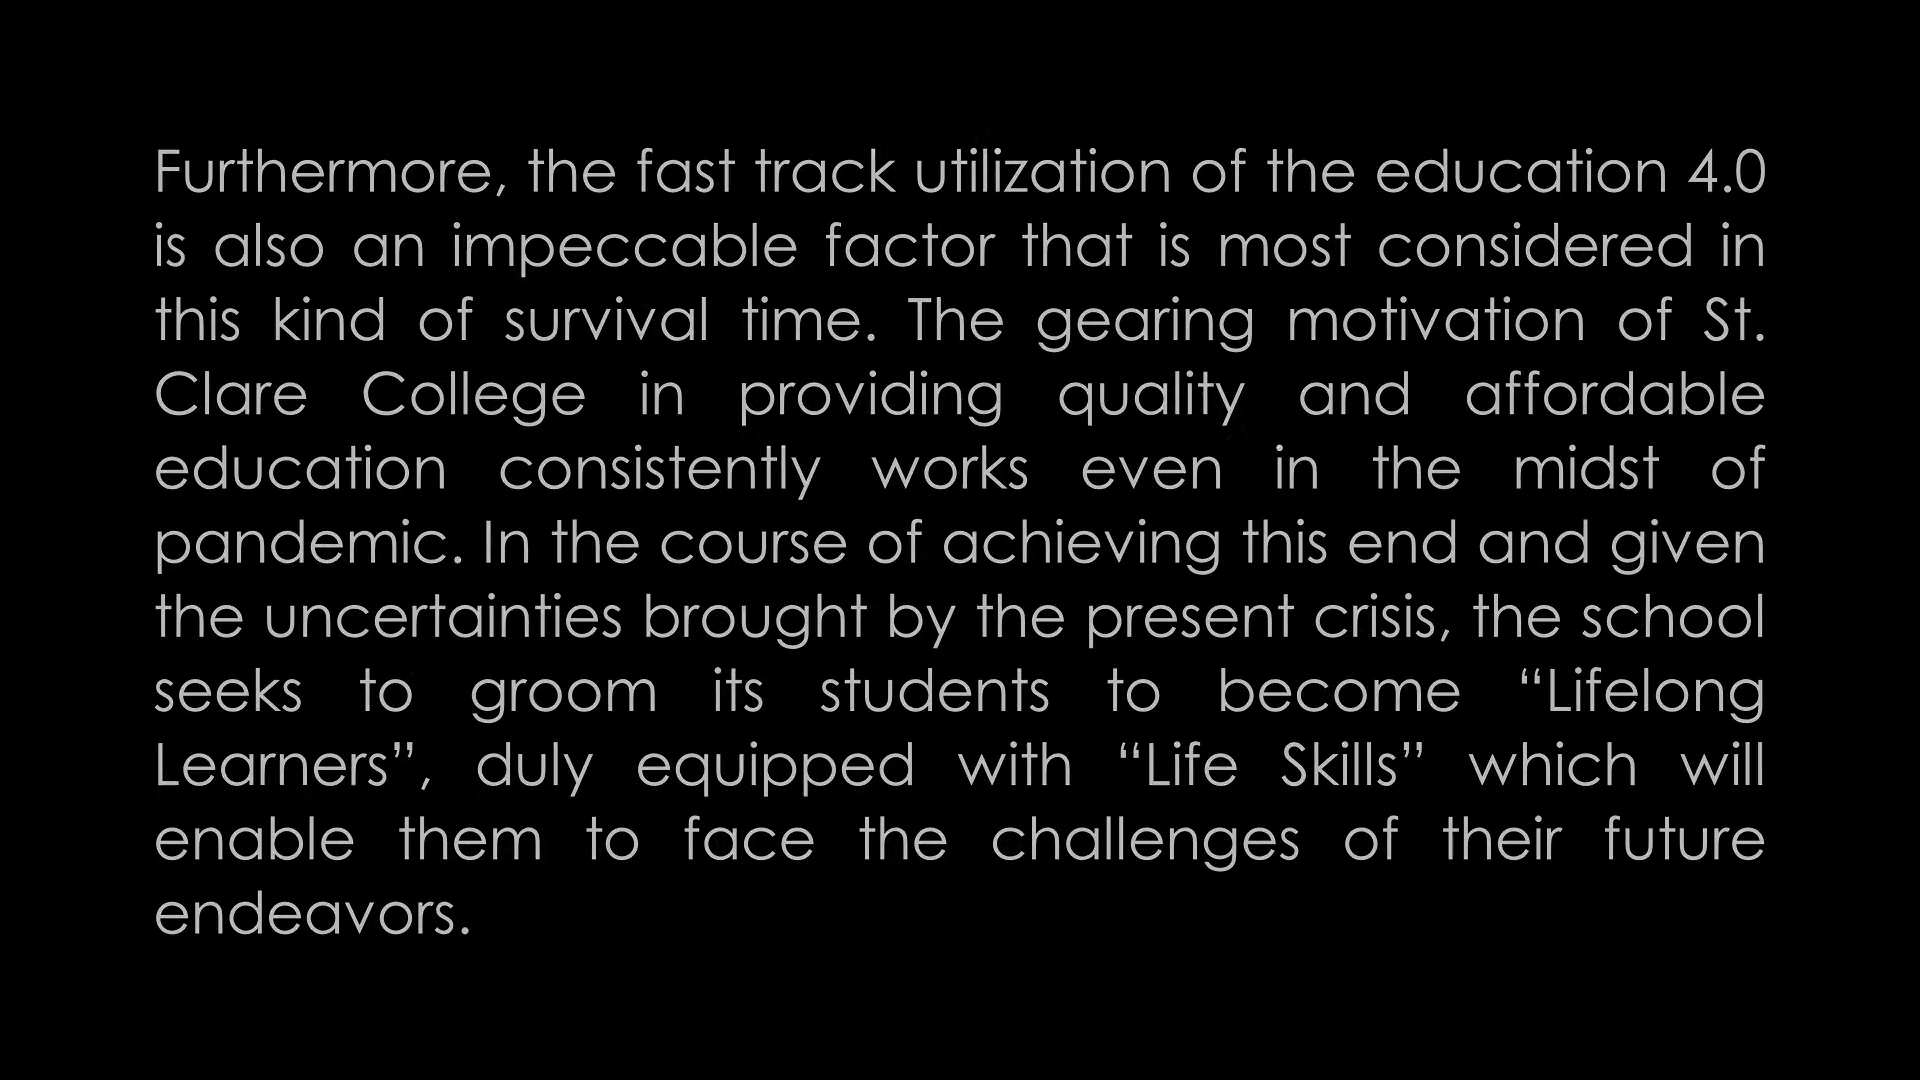 Furthermore, the fast track utilization of the education 4.0
is also an impeccable factor that is most considered in
this kind of survival time. The gearing motivation of St.
Clare College in providing quality and affordable
education consistently works even in the midst of
pandemic. In the course of achieving this end and given
the uncertainties brought by the present crisis, the school
seeks to groom its students to become “Lifelong
Learners”, duly equipped with “Life Skills” which will
enable them to face the challenges of their future
endeavors.